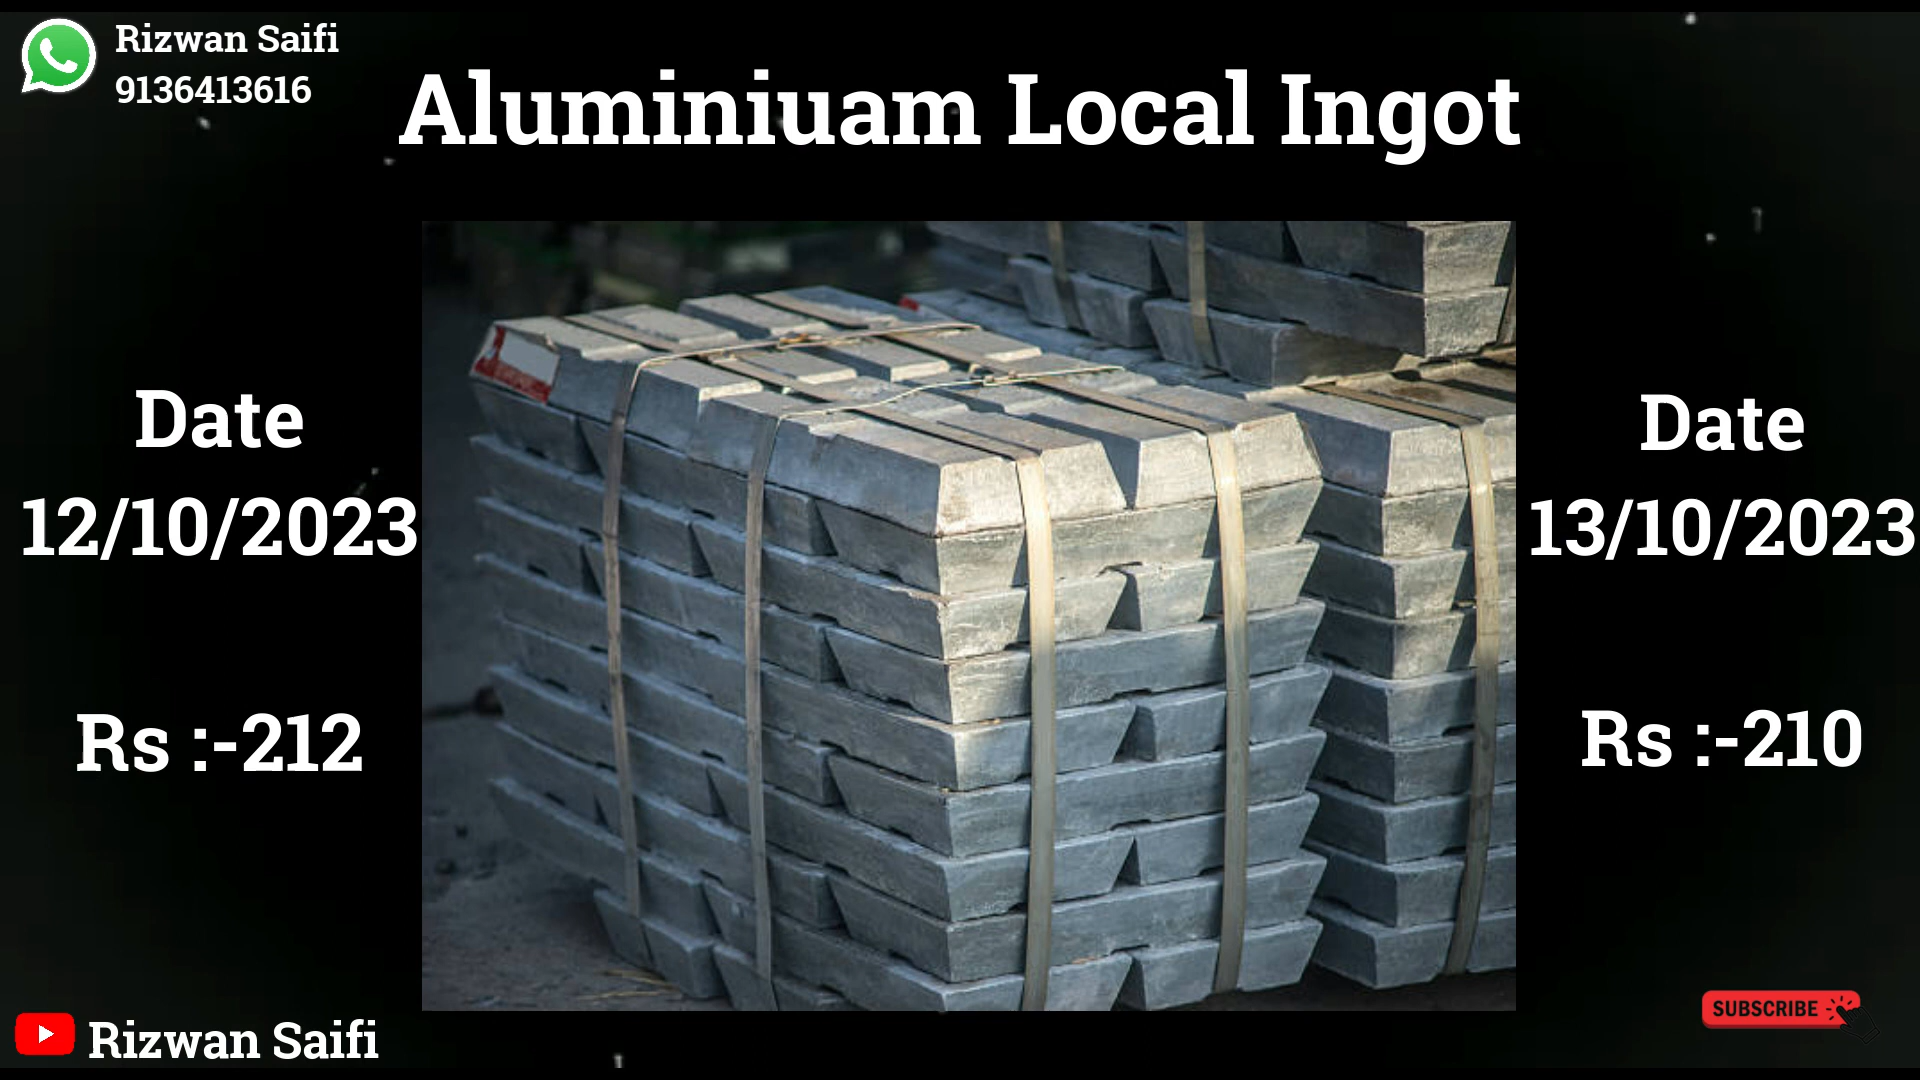 Rizwan Saifi
9136413616
Aluminiuam Local Ingot
Date
12/10/2023
Rs :-212
Date
13/10/2023
Rs :-210
Rizwan Saifi
SUBSCRIBE